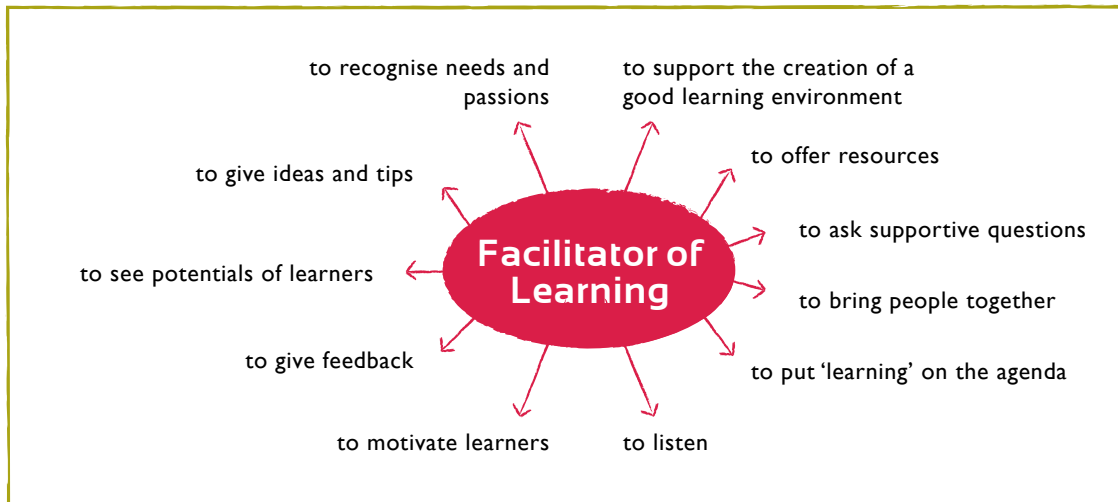 to recognise needs and
passions
to support the creation of a
good learning environment
to give ideas and tips
to offer resources
to ask supportive questions
Facilitator of
Learning
to see potentials of learners
to bring people together
to give feedback
to put ‘learning’ on the agenda
to motivate learners
to listen